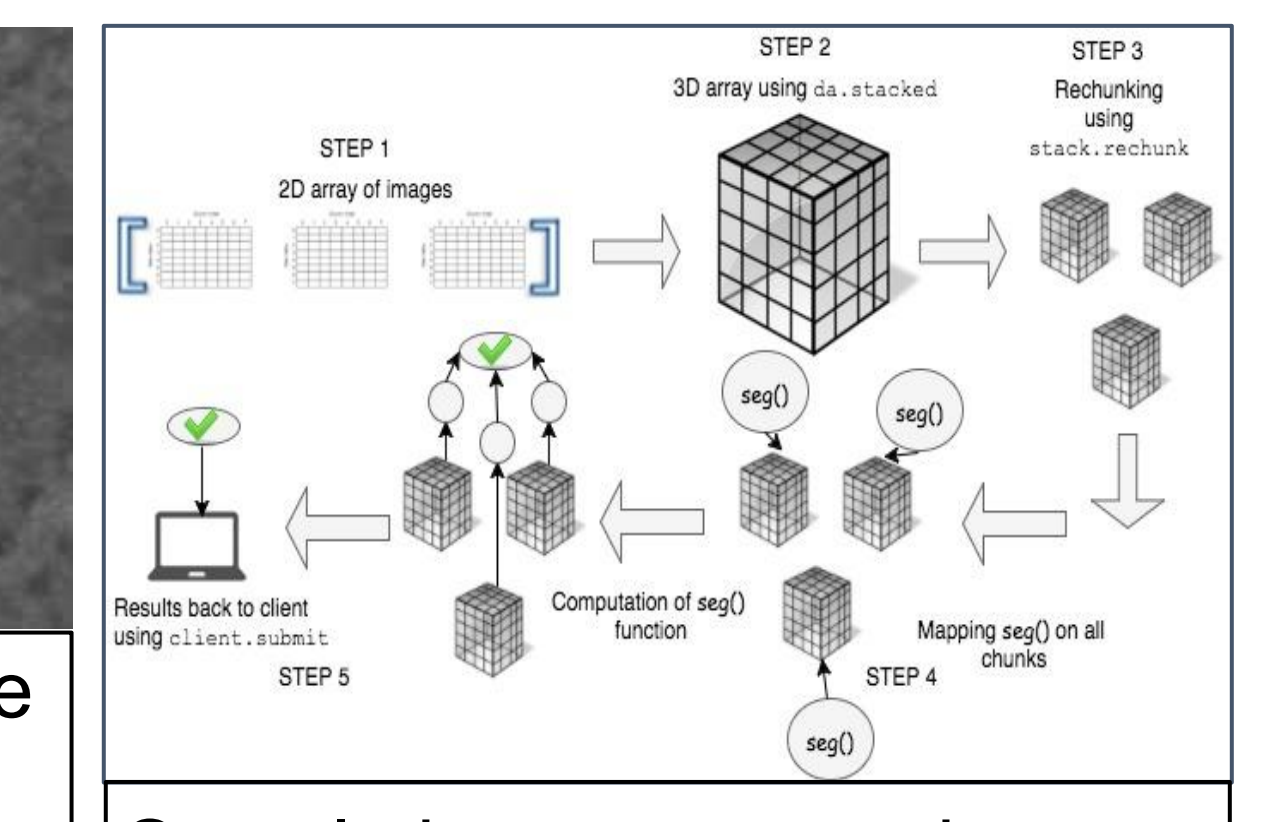 STEP 1
2D array of images
STEP 2
3D array using da.stacked
STEP 3
Rechunking
using
stack.rechunk
seg()
seg()
seg()
Mapping seg() on all
chunks
STEP 4
Computation of seg()
function
Results back to client
using client.submit
STEP 5
e